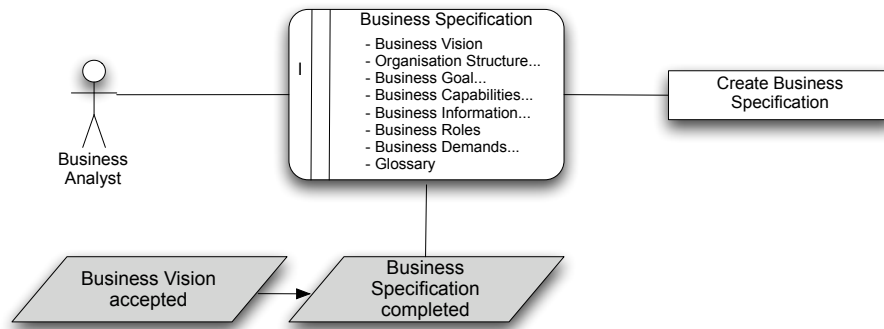 Business Specification
I
- Business Vision
- Organisation Structure...
- Business Goal...
- Business Capabilities...
- Business Information...
- Business Roles
- Business Demands...
- Glossary
Business
Analyst
Create Business
Specification
Business Vision
accepted
Business
Specification
completed